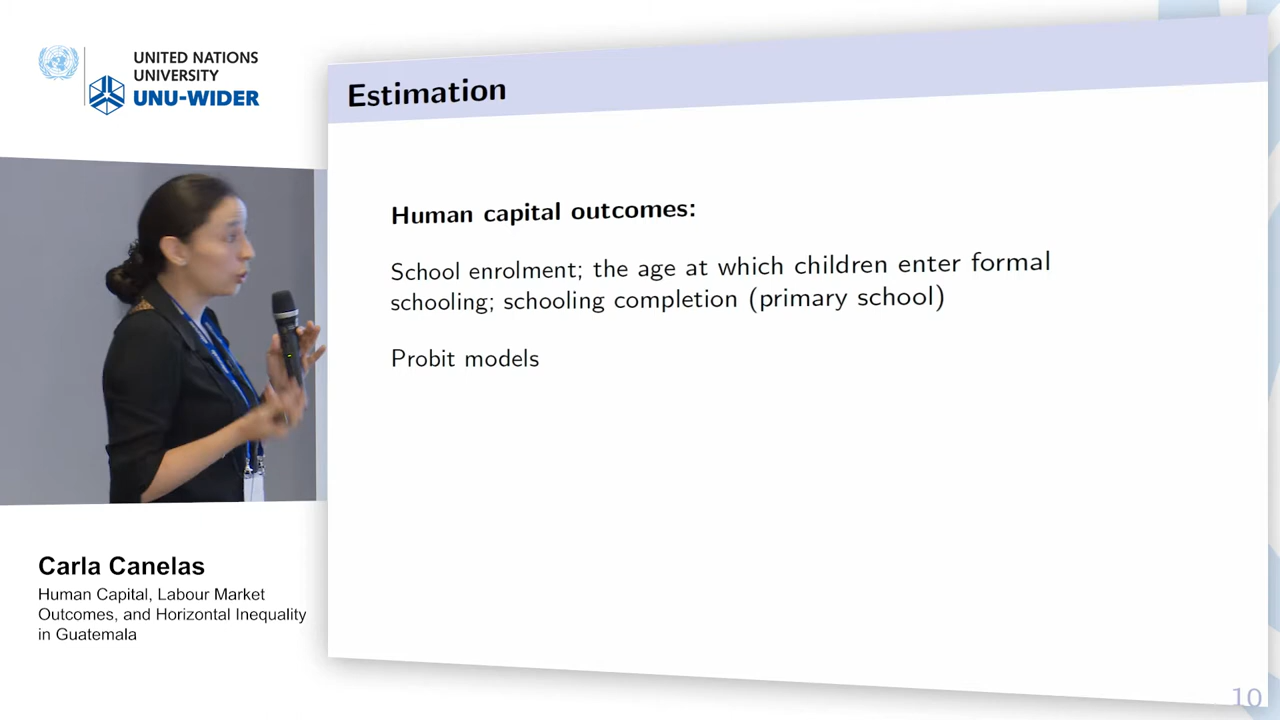 UNITED NATIONS
UNIVERSITY
UNU-WIDER
Estimation
Human capital outcomes:
School enrolment; the age at which children enter formal
schooling; schooling completion (primary school)
Probit models
Carla Canelas
Human Capital, Labour Market
Outcomes, and Horizontal Inequality
in Guatemala
10